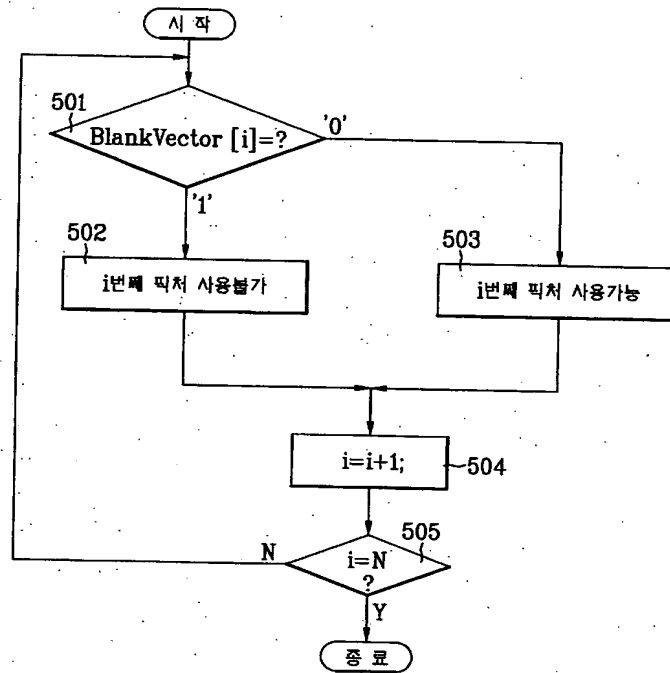 시 작
501
BlankVector [i]=?
'0'
'1'
502
i번째 픽처 사용불가
503
i번째 픽처 사용가능
i=i+1;
504
505
i=N
?
N
Y
종 료